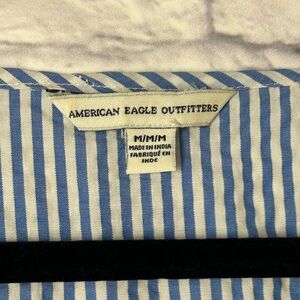 AMERICAN EAGLE OUTFITTERS
M/M/M
MADE IN INDIA
FABRIQUÉ EN
INDE